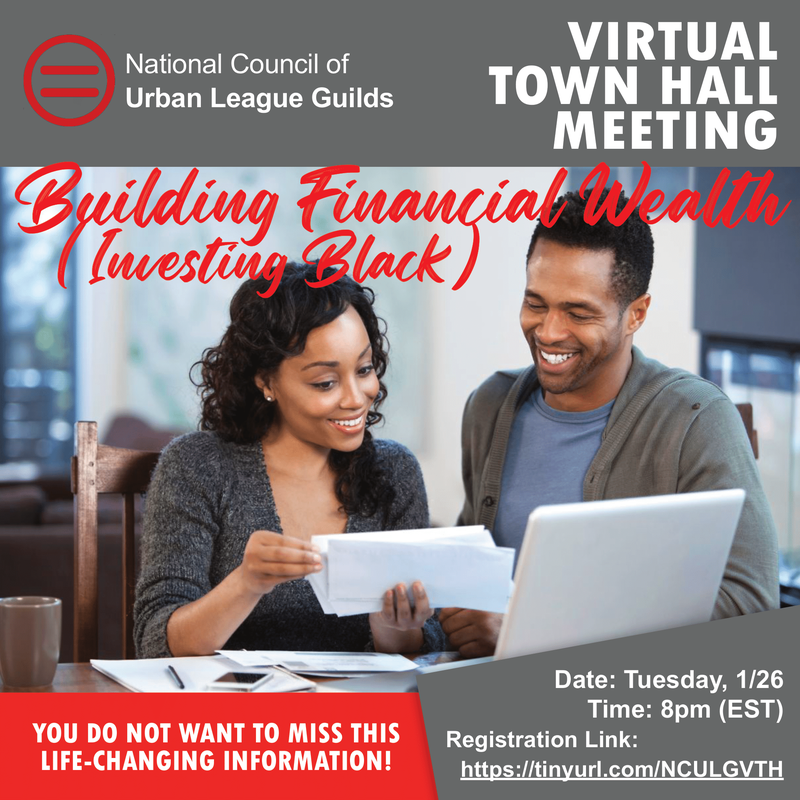 National Council of
Urban League Guilds
VIRTUAL
TOWN HALL
MEETING
Building Financial Wealth
(Investing Black)
YOU DO NOT WANT TO MISS THIS
LIFE-CHANGING INFORMATION!
Date: Tuesday, 1/26
Time: 8pm (EST)
Registration Link:
https://tinyurl.com/NCULGVTH